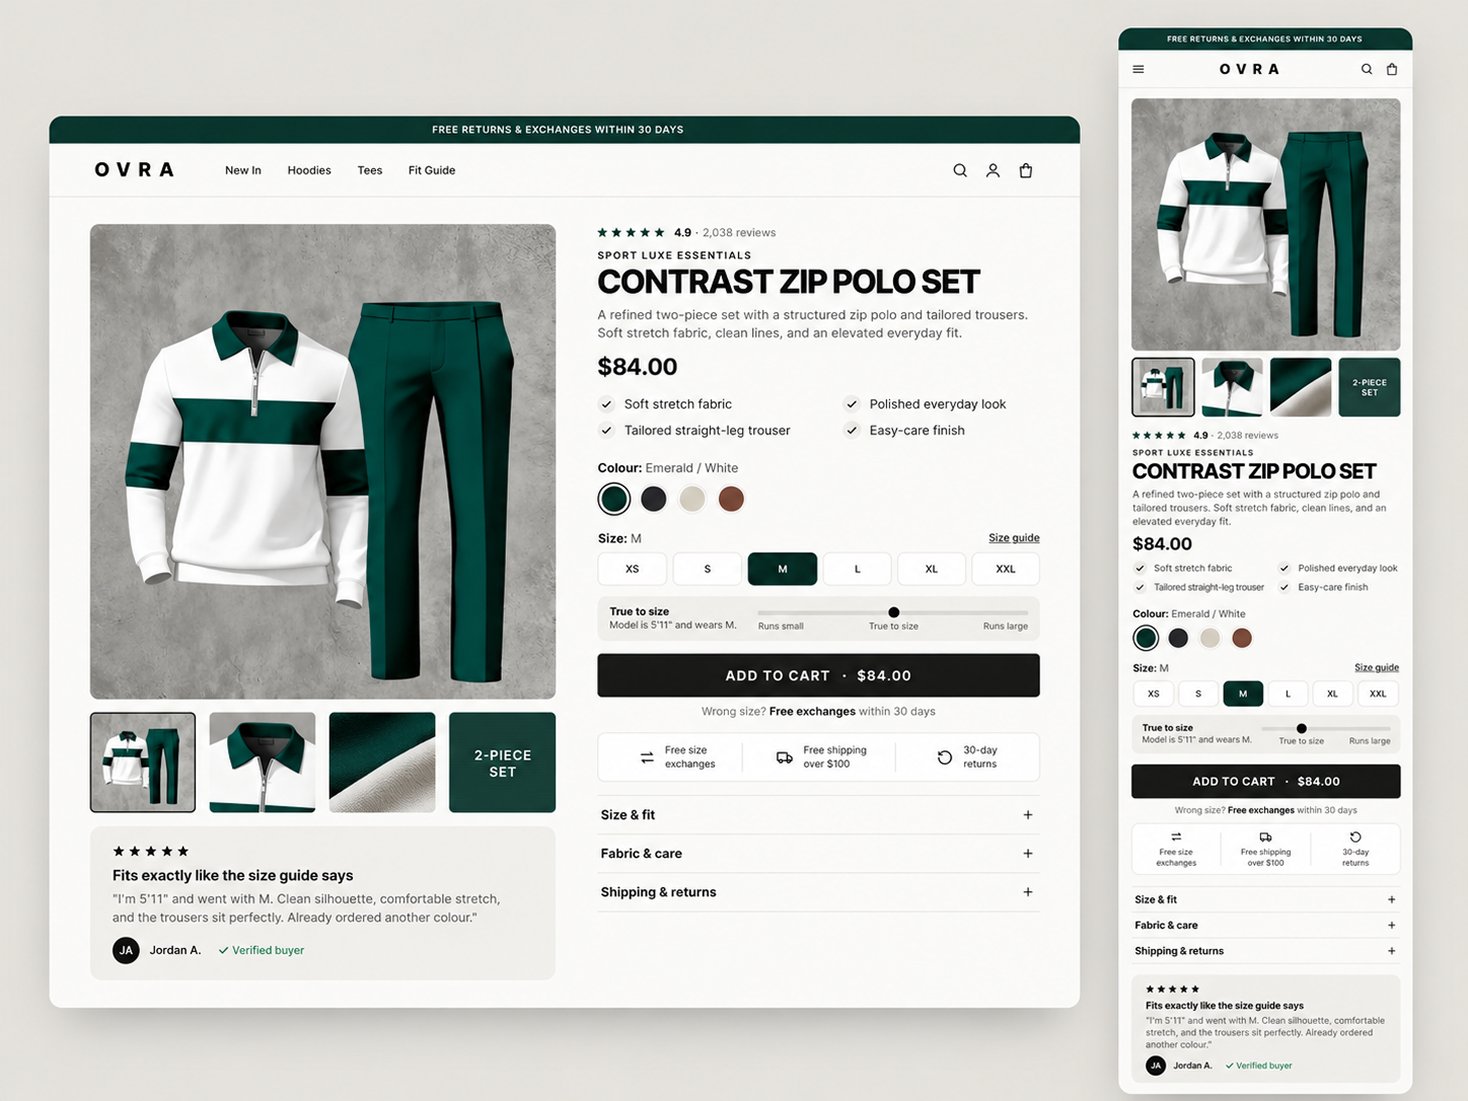 FREE RETURNS & EXCHANGES WITHIN 30 DAYS
OVRA
New In
Hoodies
Tees
Fit Guide
4.9 · 2,038 reviews
SPORT LUXE ESSENTIALS
CONTRAST ZIP POLO SET
A refined two-piece set with a structured zip polo and tailored trousers.
Soft stretch fabric, clean lines, and an elevated everyday fit.
$84.00
Soft stretch fabric
Polished everyday look
Tailored straight-leg trouser
Easy-care finish
Colour: Emerald / White
Size: M
Size guide
XS
S
M
L
XL
XXL
True to size
Model is 5'11" and wears M.
Runs small
True to size
Runs large
ADD TO CART · $84.00
Wrong size? Free exchanges within 30 days
Free size
exchanges
Free shipping
over $100
30-day
returns
Size & fit
Fabric & care
Shipping & returns
2-PIECE
SET
Fits exactly like the size guide says
"I'm 5'11" and went with M. Clean silhouette, comfortable stretch,
and the trousers sit perfectly. Already ordered another colour."
JA
Jordan A.
Verified buyer
FREE RETURNS & EXCHANGES WITHIN 30 DAYS
OVRA
2-PIECE
SET
4.9 · 2,038 reviews
SPORT LUXE ESSENTIALS
CONTRAST ZIP POLO SET
A refined two-piece set with a structured zip polo and
tailored trousers. Soft stretch fabric, clean lines, and an
elevated everyday fit.
$84.00
Soft stretch fabric
Polished everyday look
Tailored straight-leg trouser
Easy-care finish
Colour: Emerald / White
Size: M
Size guide
XS
S
M
L
XL
XXL
True to size
Model is 5'11" and wears M.
True to size
Runs large
ADD TO CART · $84.00
Wrong size? Free exchanges within 30 days
Free size
exchanges
Free shipping
over $100
30-day
returns
Size & fit
Fabric & care
Shipping & returns
Fits exactly like the size guide says
"I'm 5'11" and went with M. Clean silhouette, comfortable
stretch, and the trousers sit perfectly. Already ordered
another colour."
JA
Jordan A.
Verified buyer